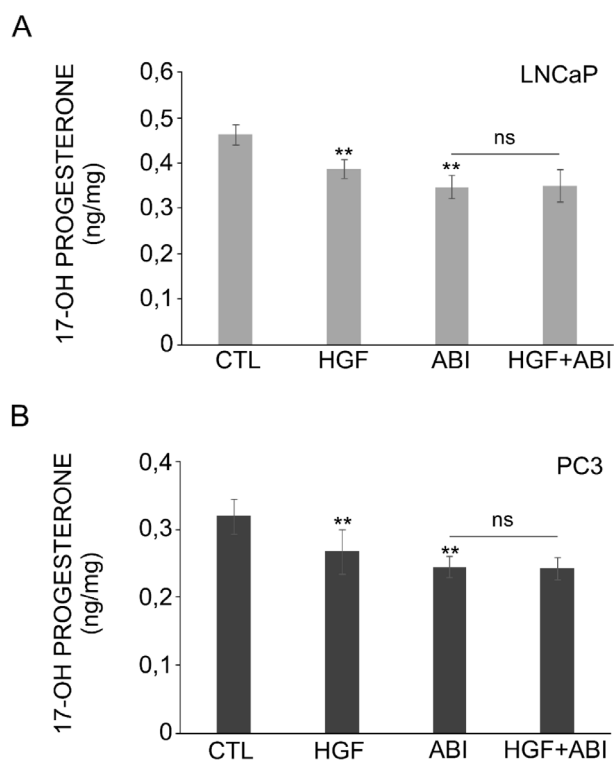 A
LNCaP
17-OH PROGESTERONE
(ng/mg)
0,6
0,5
0,4
0,3
0,2
0,1
0
**
**
ns
CTL HGF ABI HGF+ABI
B
PC3
17-OH PROGESTERONE
(ng/mg)
0,4
0,3
0,2
0,1
0
**
**
ns
CTL HGF ABI HGF+ABI